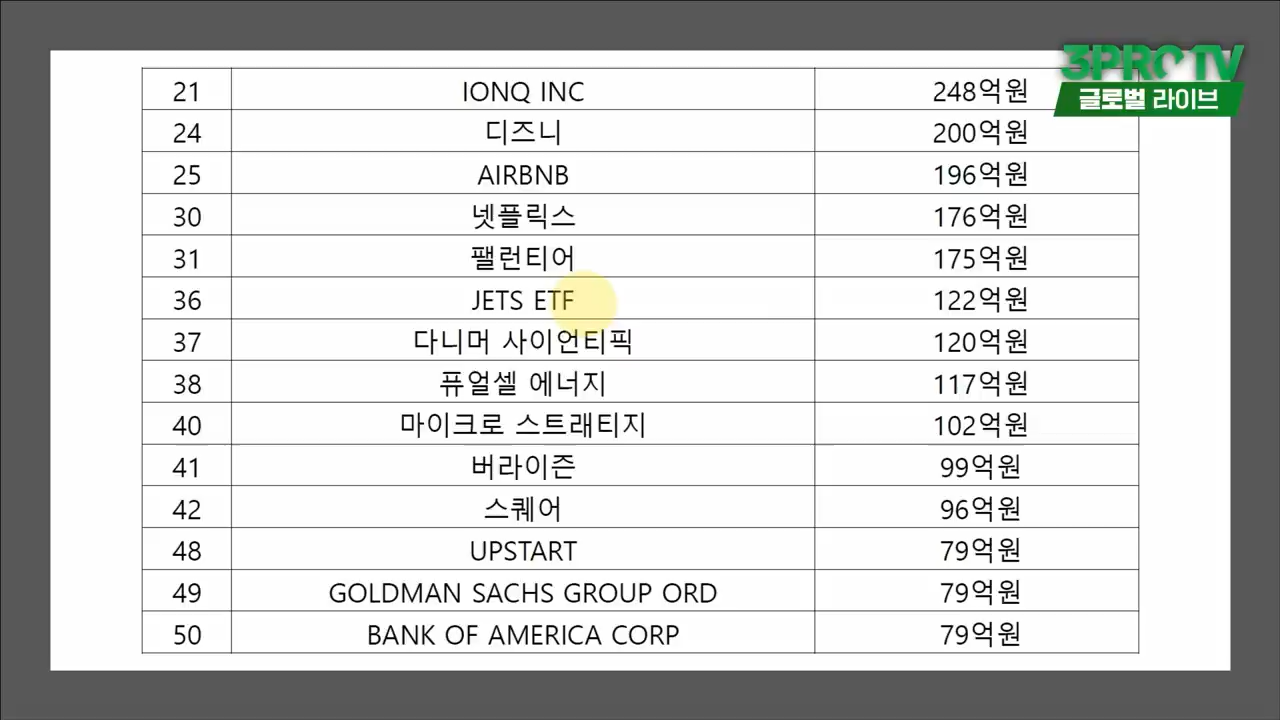 3PROTV
글로벌 라이브
21 IONQ INC 248억원
24 디즈니 200억원
25 AIRBNB 196억원
30 넷플릭스 176억원
31 팰런티어 175억원
36 JETS ETF 122억원
37 다니머 사이언티픽 120억원
38 퓨얼셀 에너지 117억원
40 마이크로 스트래티지 102억원
41 버라이즌 99억원
42 스퀘어 96억원
48 UPSTART 79억원
49 GOLDMAN SACHS GROUP ORD 79억원
50 BANK OF AMERICA CORP 79억원